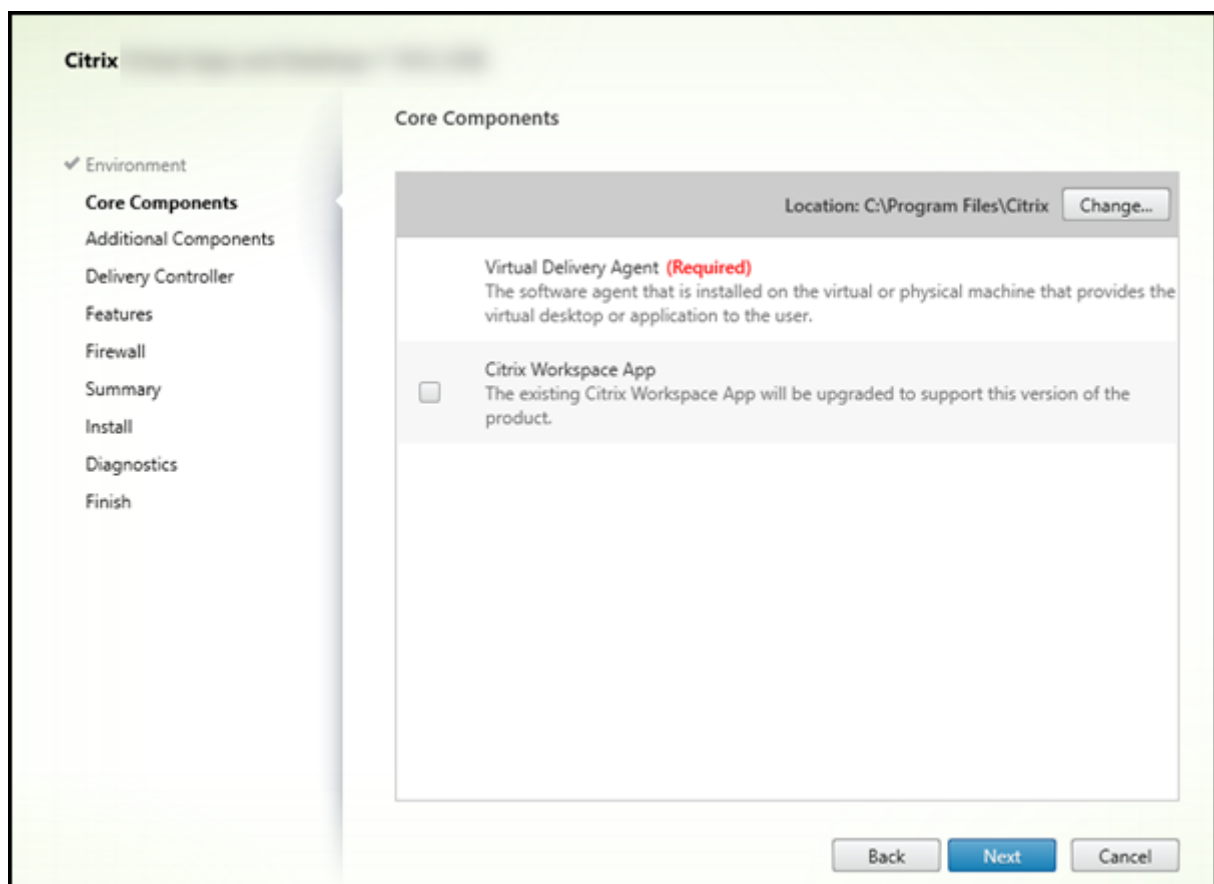 Citrix
Core Components
Environment
Core Components
Additional Components
Delivery Controller
Features
Firewall
Summary
Install
Diagnostics
Finish
Location: C:\Program Files\Citrix
Change...
Virtual Delivery Agent (Required)
The software agent that is installed on the virtual or physical machine that provides the
virtual desktop or application to the user.
Citrix Workspace App
The existing Citrix Workspace App will be upgraded to support this version of the
product.
Back
Next
Cancel